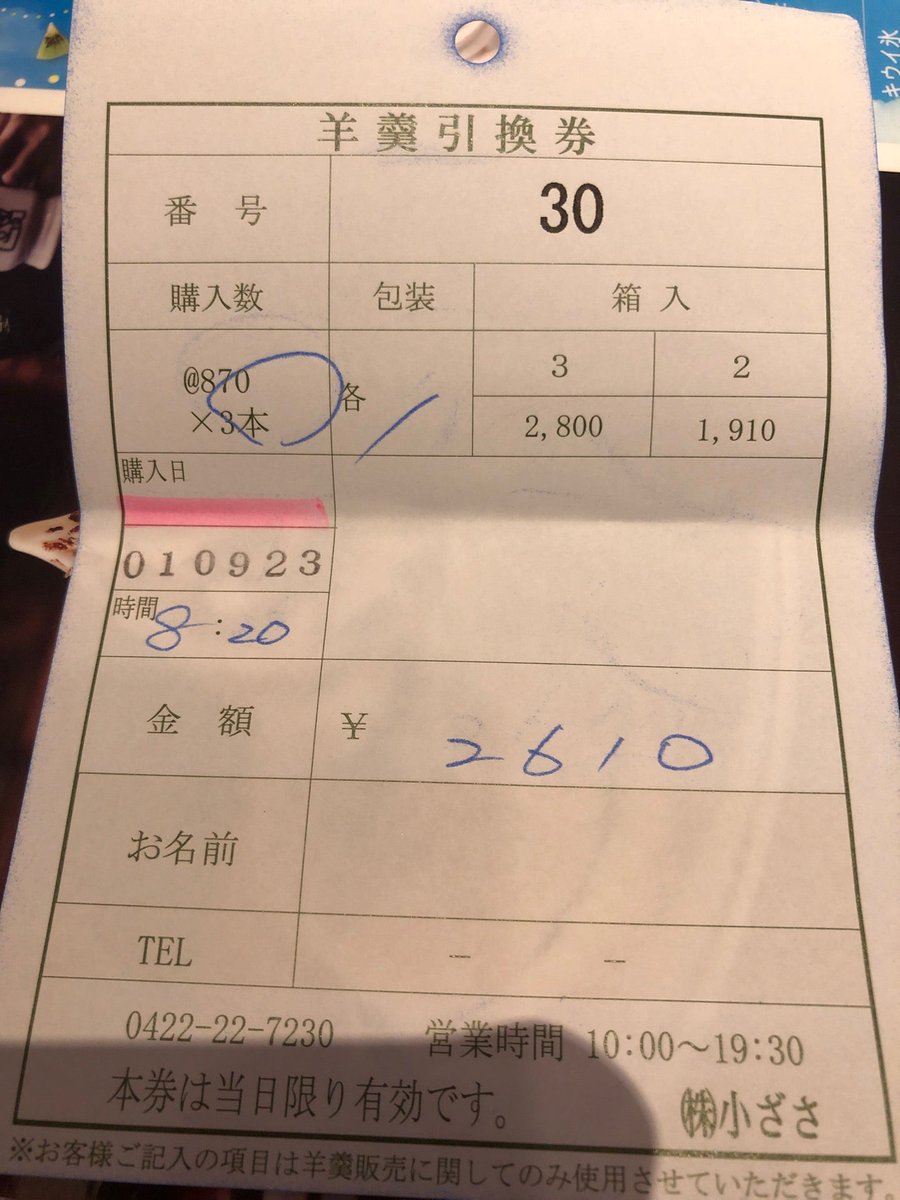 キウイ氷
羊羹引換券
番 号 30
購入数 包装 箱 入
@870 各 3 2
×3本 2,800 1,910
購入日
010923
時間 8:20
金 額 ¥ 2610
お名前
TEL － －
0422-22-7230 営業時間 10:00～19:30
本券は当日限り有効です。 ㈱小ざさ
※お客様ご記入の項目は羊羹販売に関してのみ使用させていただきます。